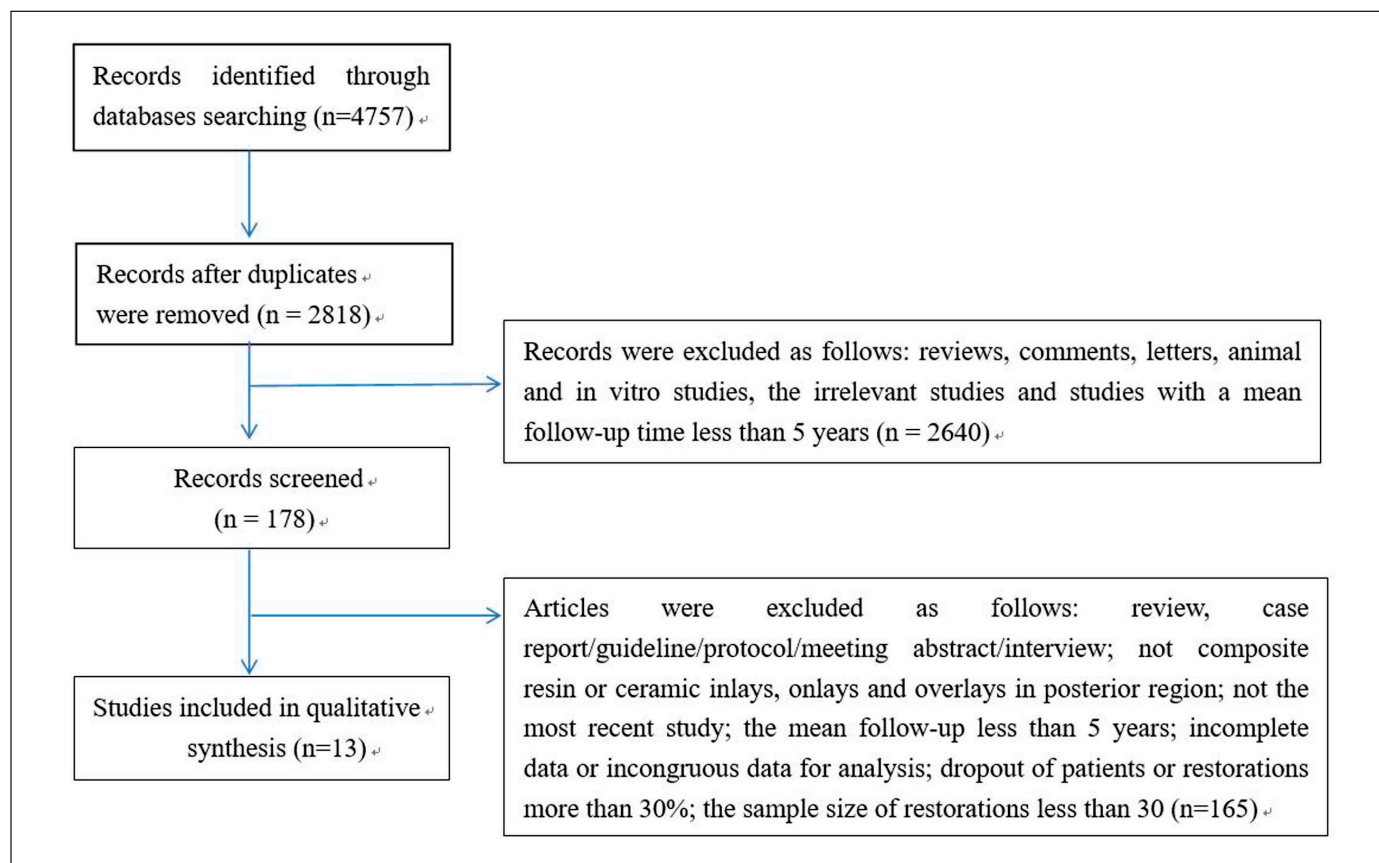 Records identified through
databases searching (n=4757)
Records after duplicates
were removed (n = 2818)
Records were excluded as follows: reviews, comments, letters, animal
and in vitro studies, the irrelevant studies and studies with a mean
follow-up time less than 5 years (n = 2640)
Records screened
(n = 178)
Articles were excluded as follows: review, case
report/guideline/protocol/meeting abstract/interview; not composite
resin or ceramic inlays, onlays and overlays in posterior region; not the
most recent study; the mean follow-up less than 5 years; incomplete
data or incongruous data for analysis; dropout of patients or restorations
more than 30%; the sample size of restorations less than 30 (n=165)
Studies included in qualitative
synthesis (n=13)